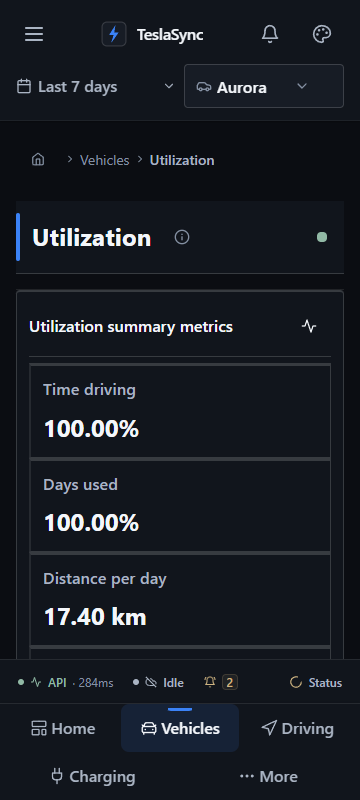 TeslaSync
Last 7 days
Aurora
Vehicles
Utilization
Utilization
Utilization summary metrics
Time driving
100.00%
Days used
100.00%
Distance per day
17.40 km
API · 284ms
Idle
2
Status
Home
Vehicles
Driving
Charging
More